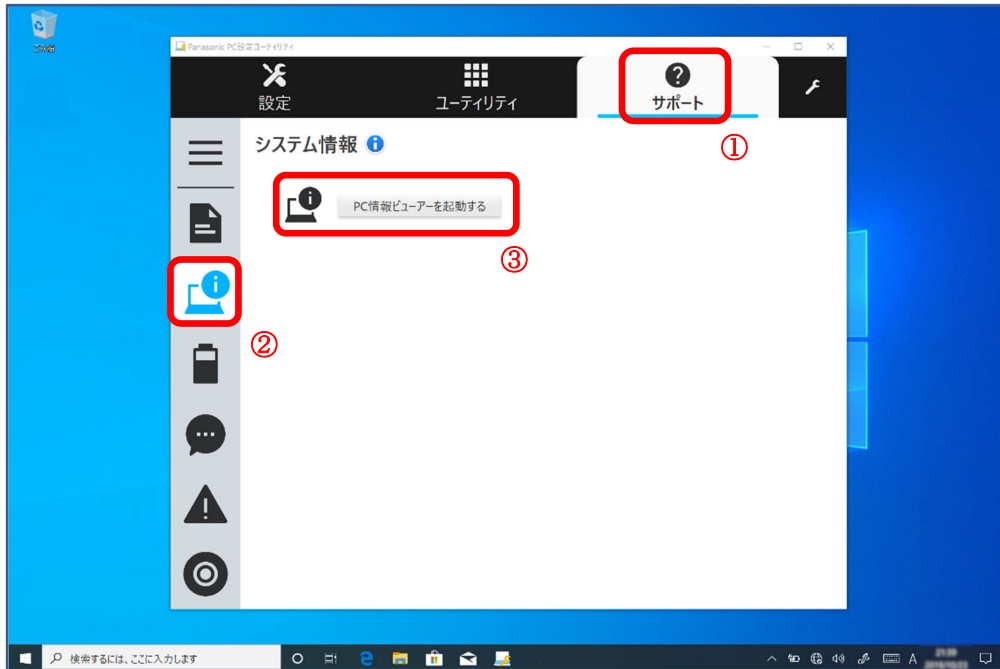 ごみ箱
Panasonic PC設定ユーティリティ
設定
ユーティリティ
サポート
①
システム情報
PC情報ビューアーを起動する
③
②
検索するには、ここに入力します
A